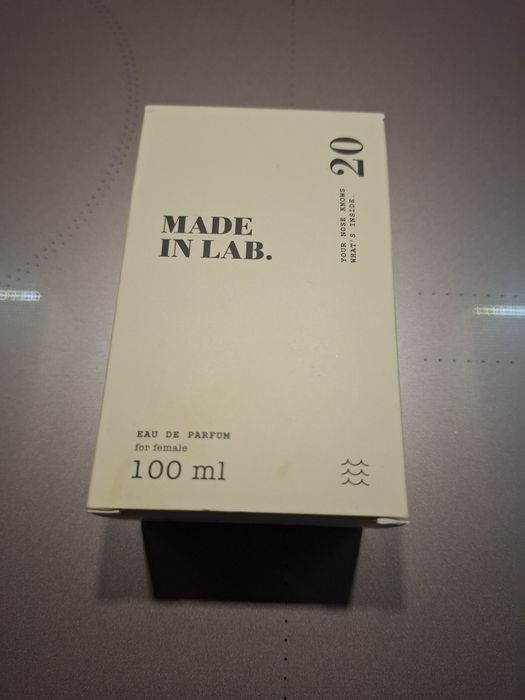 20
YOUR NOSE KNOWS
WHAT'S INSIDE.
MADE
IN LAB.
EAU DE PARFUM
for female
100 ml